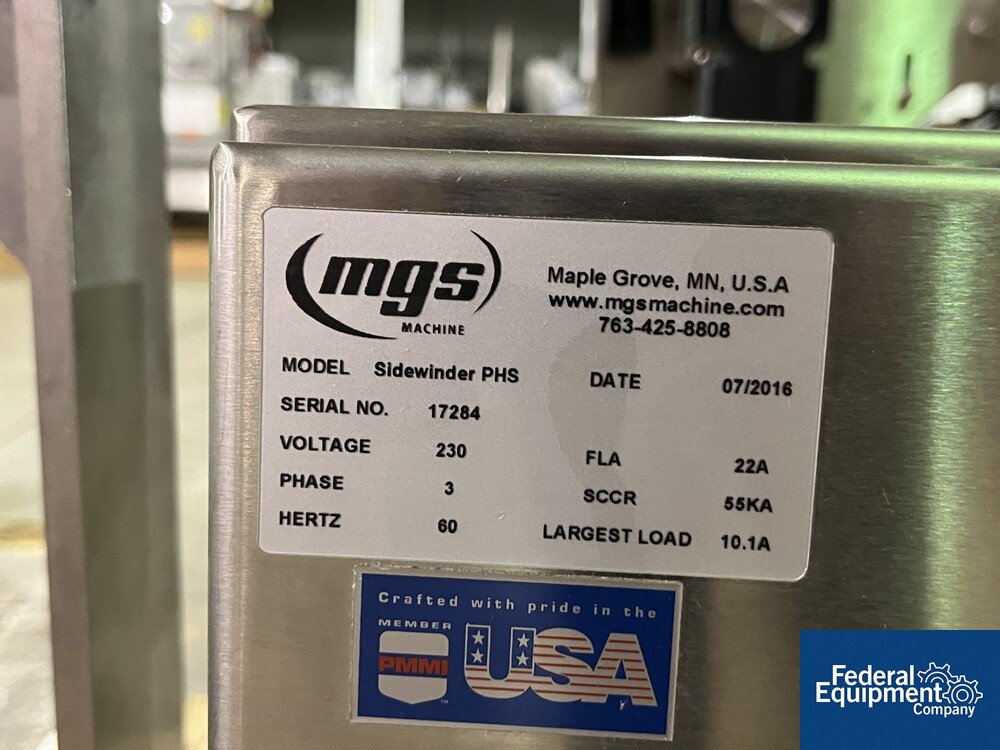 mgs
MACHINE
Maple Grove, MN, U.S.A
www.mgsmachine.com
763-425-8808
MODEL Sidewinder PHS
DATE 07/2016
SERIAL NO. 17284
VOLTAGE 230
FLA 22A
PHASE 3
SCCR 55KA
HERTZ 60
LARGEST LOAD 10.1A
Crafted with pride in the
MEMBER
PMMI
TM
USA
Federal
Equipment
Company